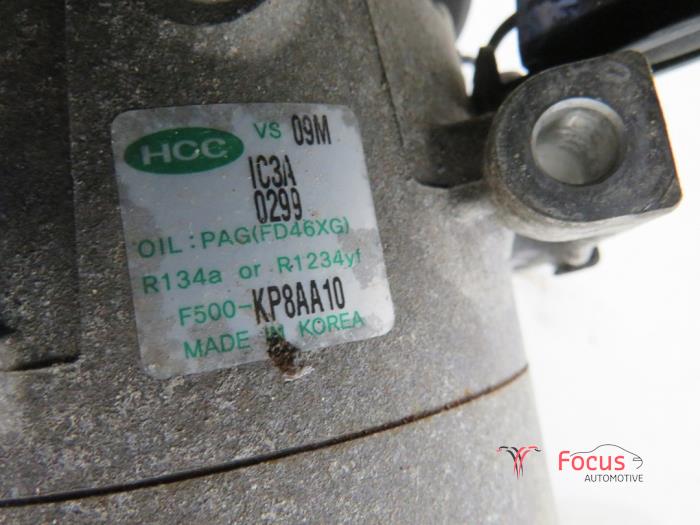 HCC VS 09M
IC3A
0299
OIL : PAG(FD46XG)
R134a or R1234yf
F500-KP8AA10
MADE IN KOREA
Focus
AUTOMOTIVE